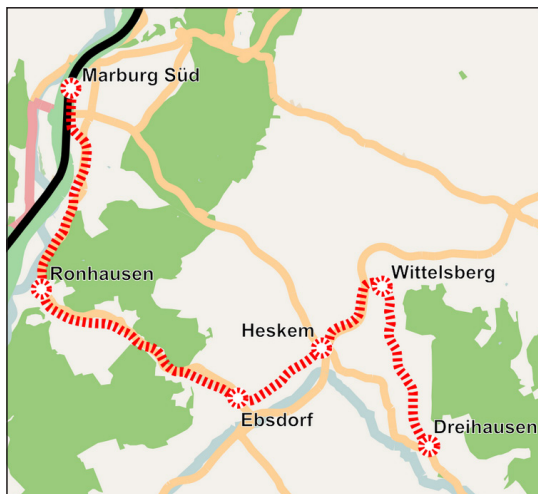 Marburg Süd
Ronhausen
Wittelsberg
Heskem
Ebsdorf
Dreihausen